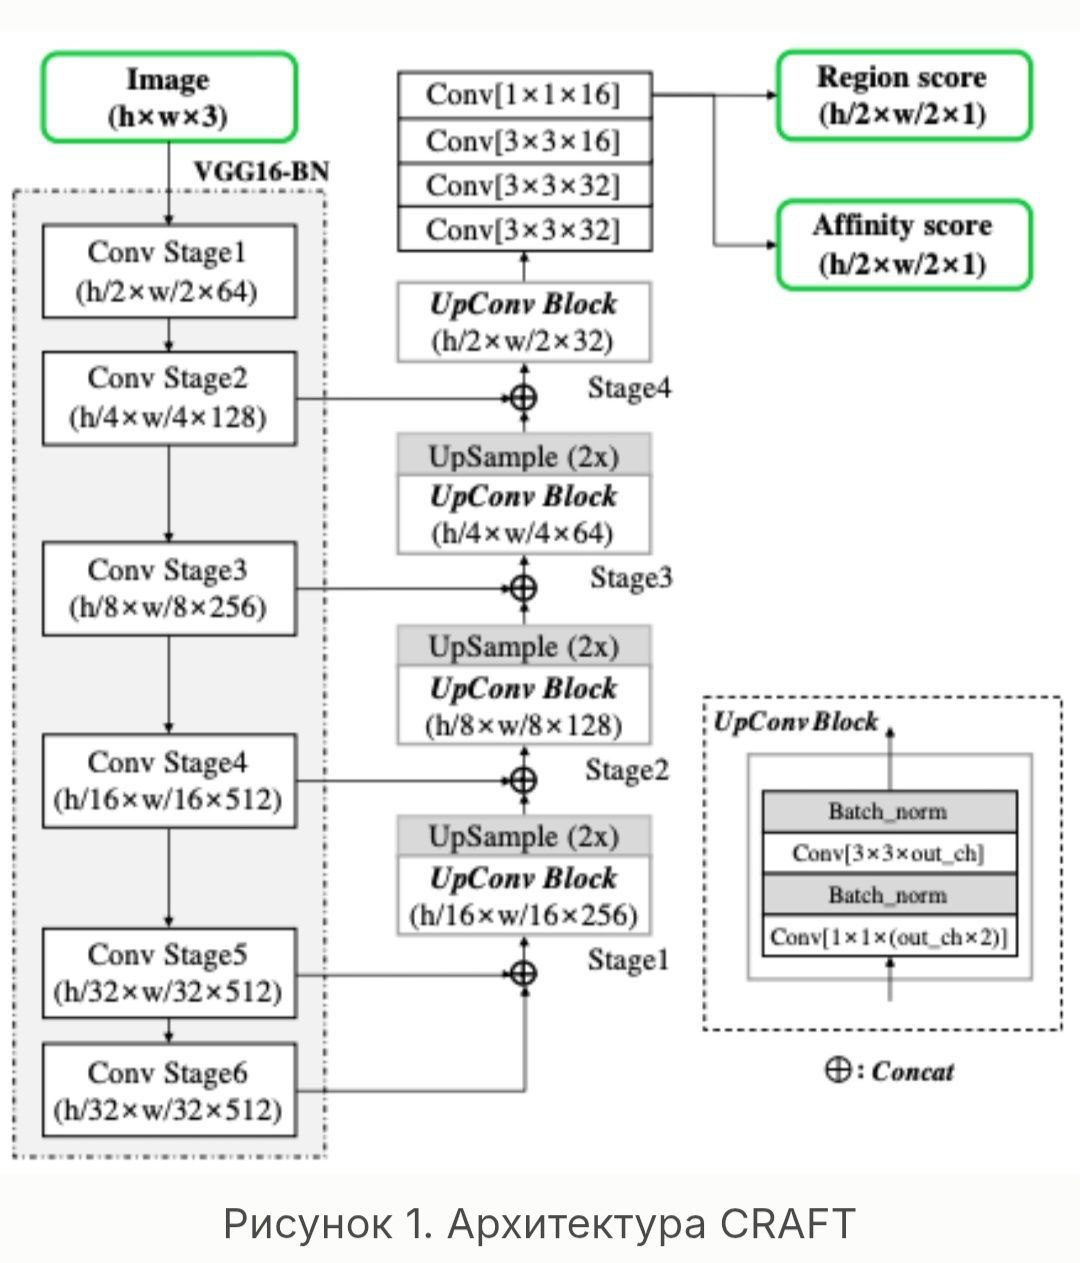 Image
(h×w×3)
VGG16-BN
Conv Stage1
(h/2×w/2×64)
Conv Stage2
(h/4×w/4×128)
Conv Stage3
(h/8×w/8×256)
Conv Stage4
(h/16×w/16×512)
Conv Stage5
(h/32×w/32×512)
Conv Stage6
(h/32×w/32×512)
Conv[1×1×16]
Conv[3×3×16]
Conv[3×3×32]
Conv[3×3×32]
UpConv Block
(h/2×w/2×32)
Stage4
UpSample (2x)
UpConv Block
(h/4×w/4×64)
Stage3
UpSample (2x)
UpConv Block
(h/8×w/8×128)
Stage2
UpSample (2x)
UpConv Block
(h/16×w/16×256)
Stage1
Region score
(h/2×w/2×1)
Affinity score
(h/2×w/2×1)
UpConv Block
Batch_norm
Conv[3×3×out_ch]
Batch_norm
Conv[1×1×(out_ch×2)]
⊕: Concat
Рисунок 1. Архитектура CRAFT